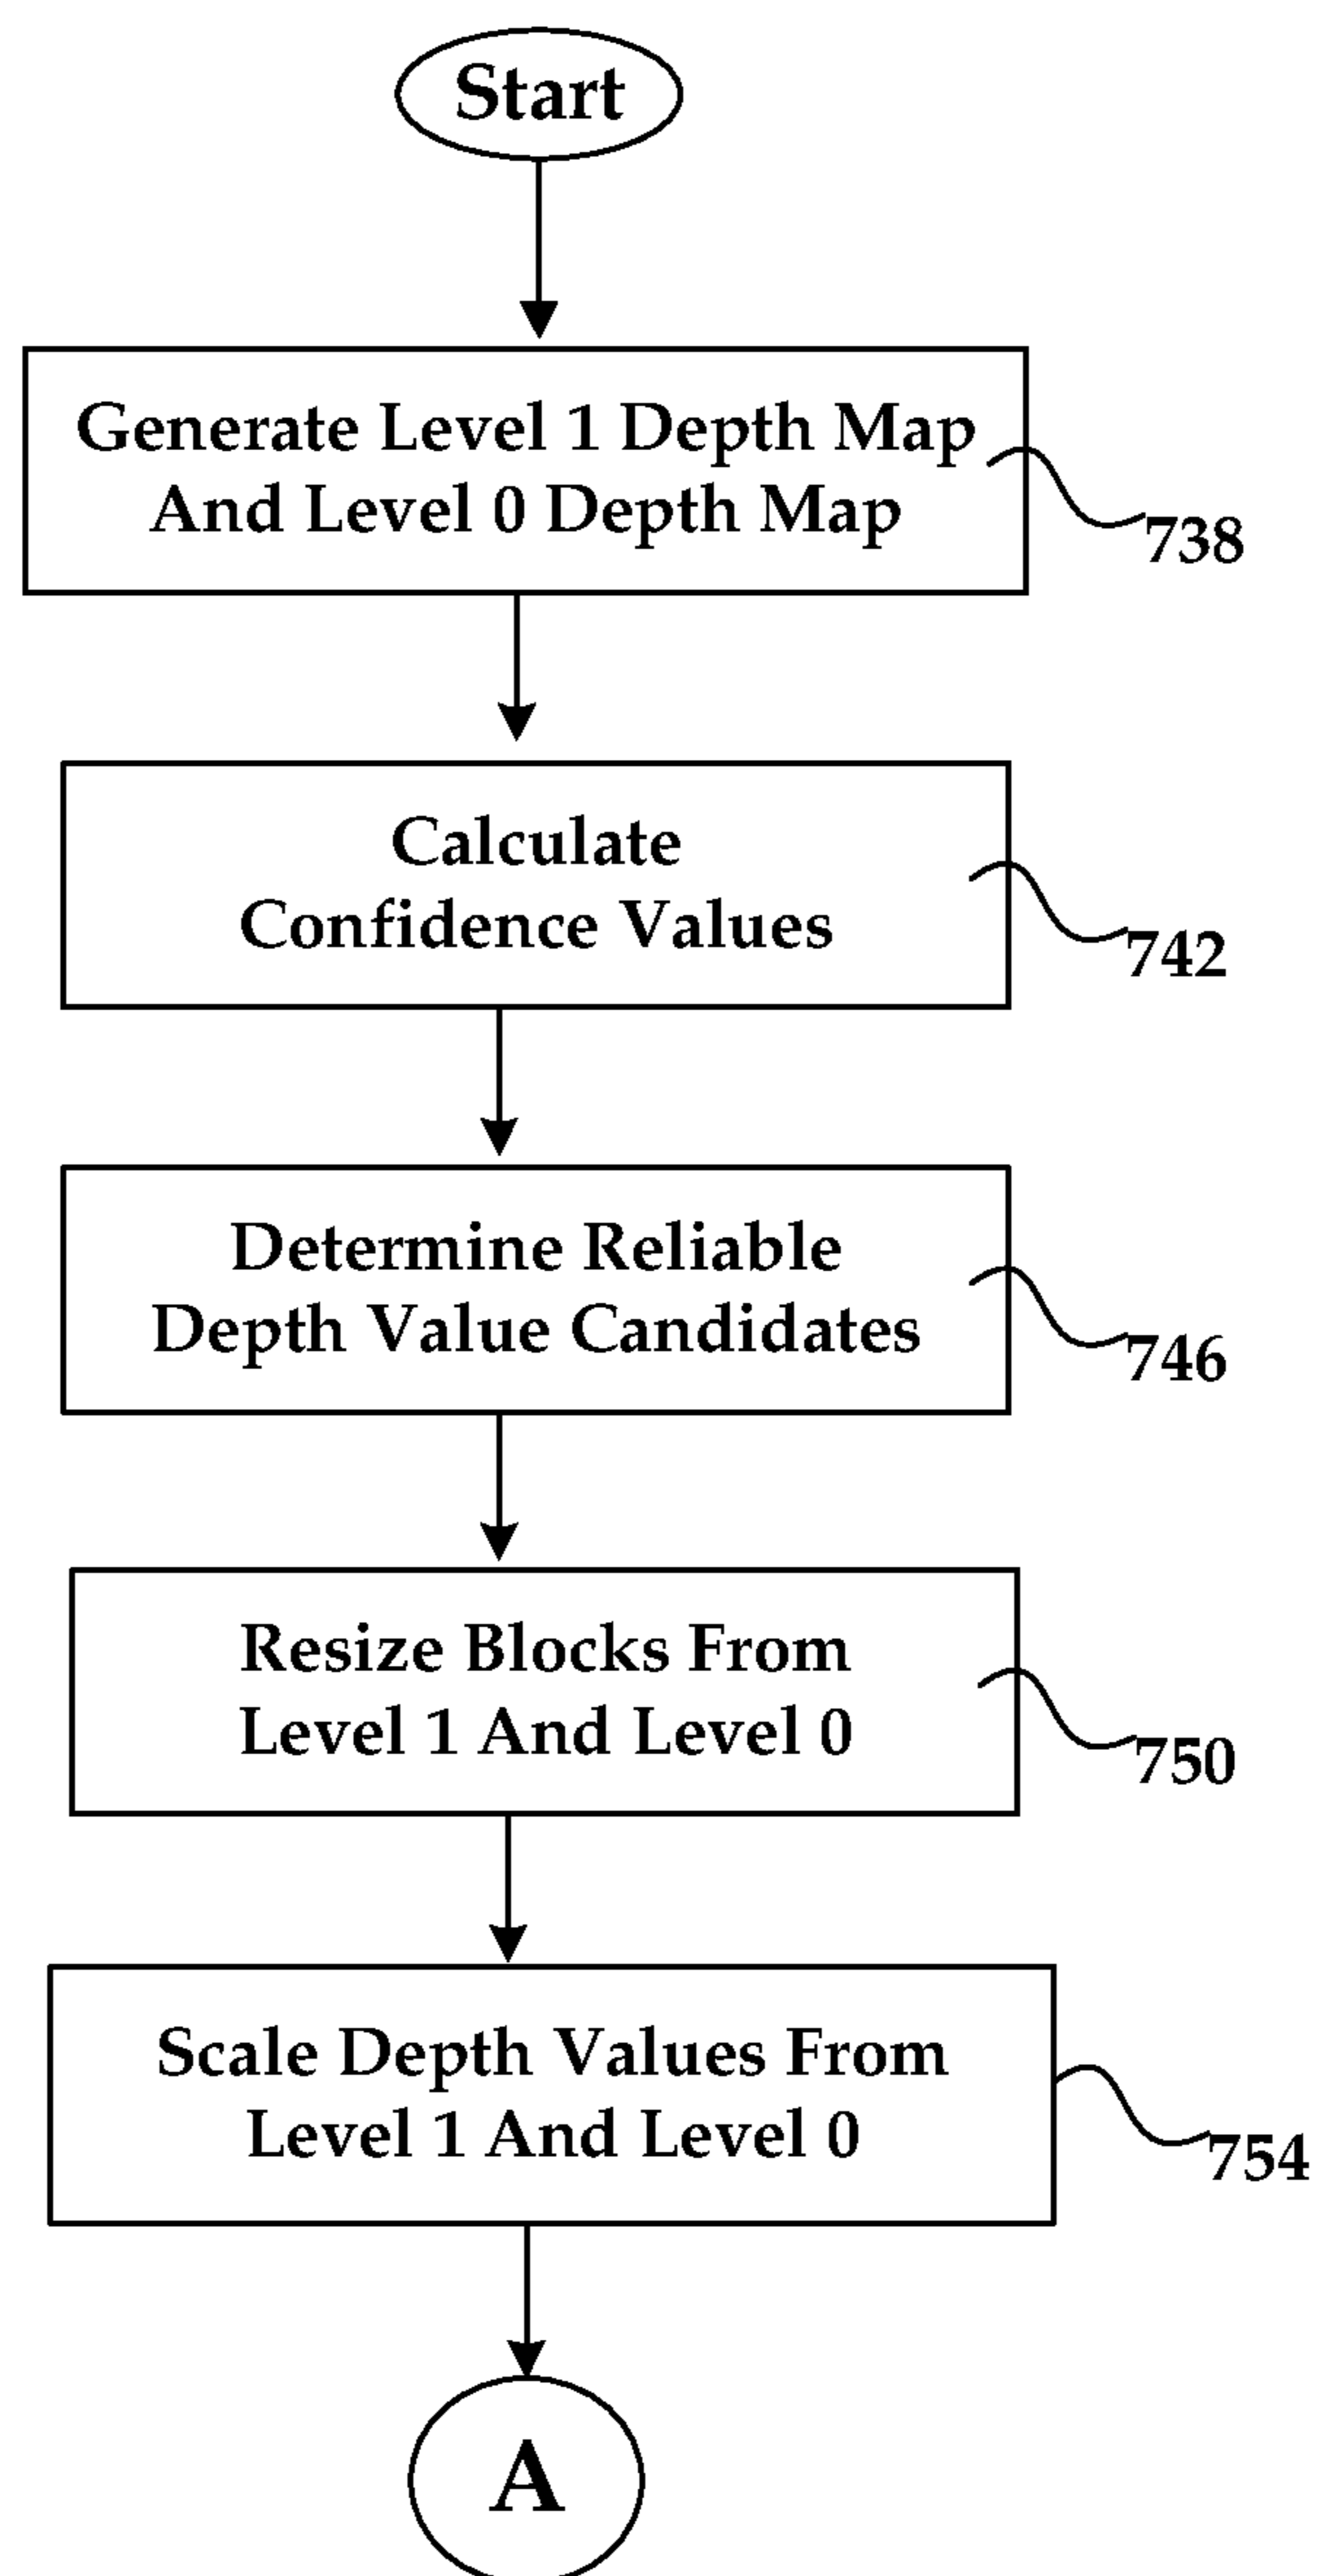 Start
Generate Level 1 Depth Map
And Level 0 Depth Map
738
Calculate
Confidence Values
742
Determine Reliable
Depth Value Candidates
746
Resize Blocks From
Level 1 And Level 0
750
Scale Depth Values From
Level 1 And Level 0
754
A